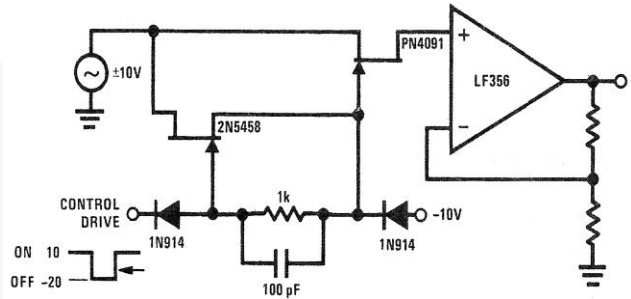 PN4091
+
±10V
LF356
2N5458
−
CONTROL
DRIVE
1k
-10V
1N914
1N914
ON 10
OFF -20
100 pF